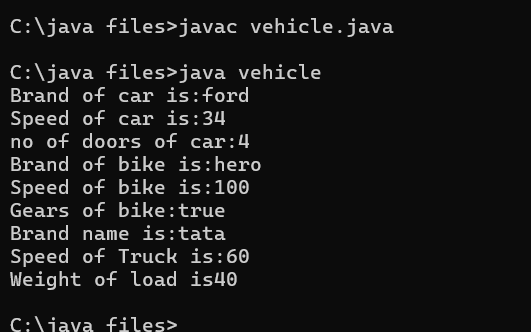 C:\java files>javac vehicle.java
C:\java files>java vehicle
Brand of car is:ford
Speed of car is:34
no of doors of car:4
Brand of bike is:hero
Speed of bike is:100
Gears of bike:true
Brand name is:tata
Speed of Truck is:60
Weight of load is40
C:\java files>